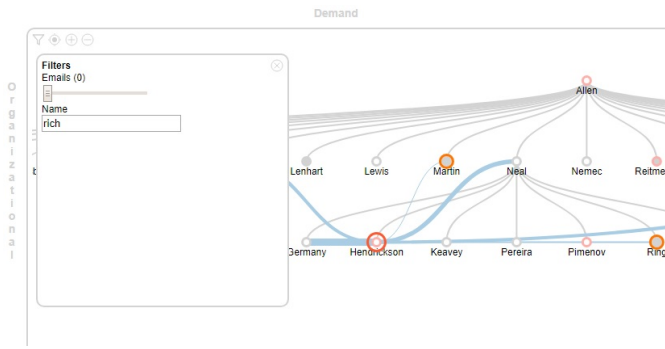 Demand
Organizational
Filters
Emails (0)
Name
rich
Allen
Lenhart Lewis Martin Neal Nemec Reitme
Germany Hendrickson Keavey Pereira Pimenov Ring